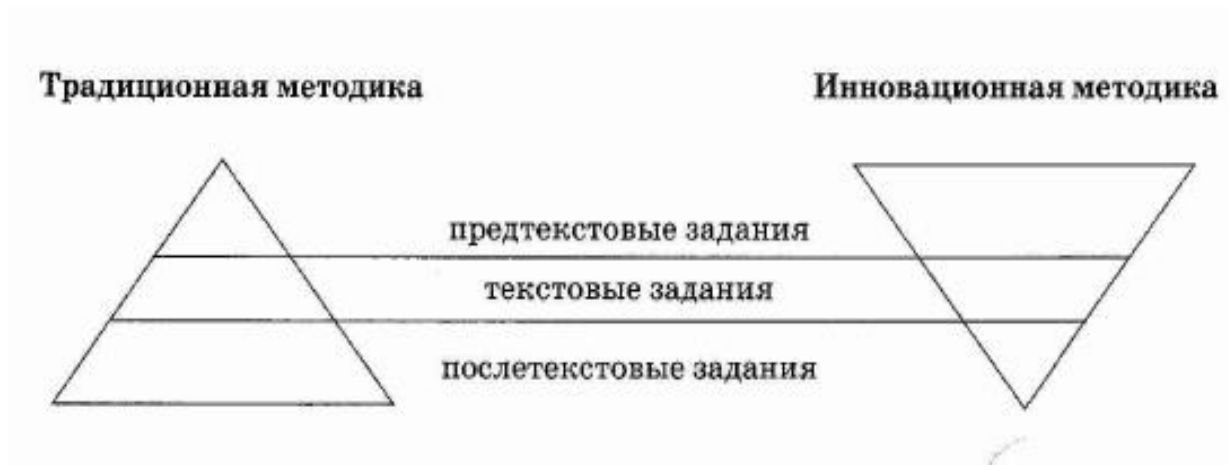 Традиционная методика
Инновационная методика
предтекстовые задания
текстовые задания
послетекстовые задания